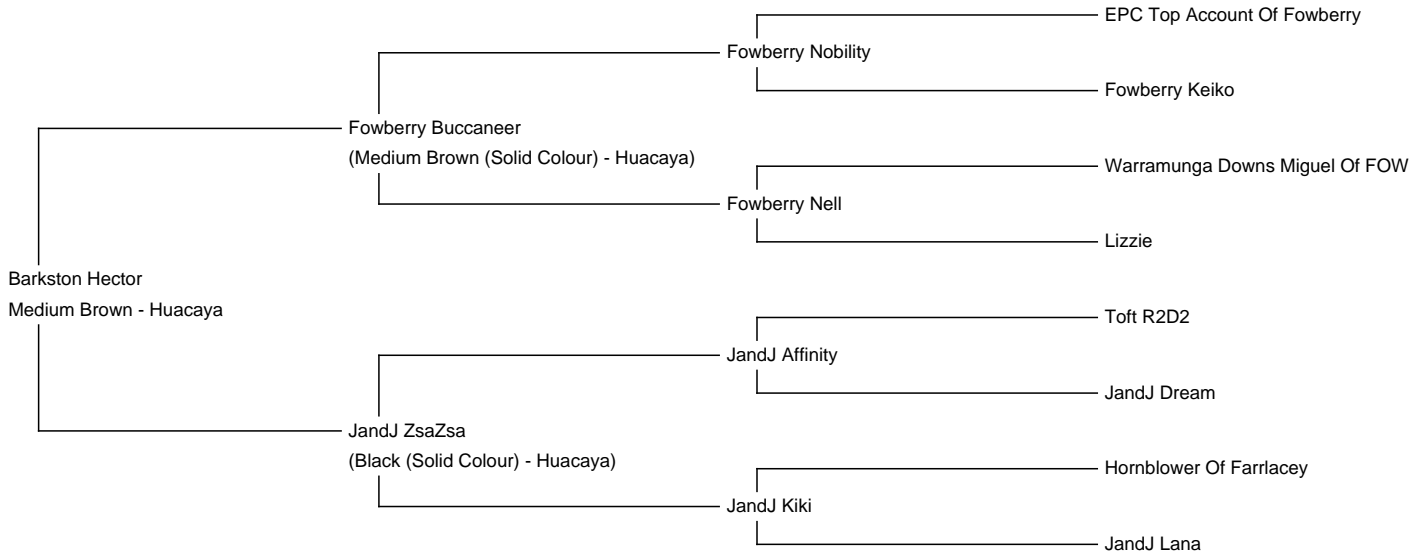 EPC Top Account Of Fowberry
Fowberry Nobility
Fowberry Keiko
Fowberry Buccaneer
(Medium Brown (Solid Colour) - Huacaya)
Warramunga Downs Miguel Of FOW
Fowberry Nell
Lizzie
Barkston Hector
Medium Brown - Huacaya
Toft R2D2
JandJ Affinity
JandJ Dream
JandJ ZsaZsa
(Black (Solid Colour) - Huacaya)
Hornblower Of Farrlacey
JandJ Kiki
JandJ Lana